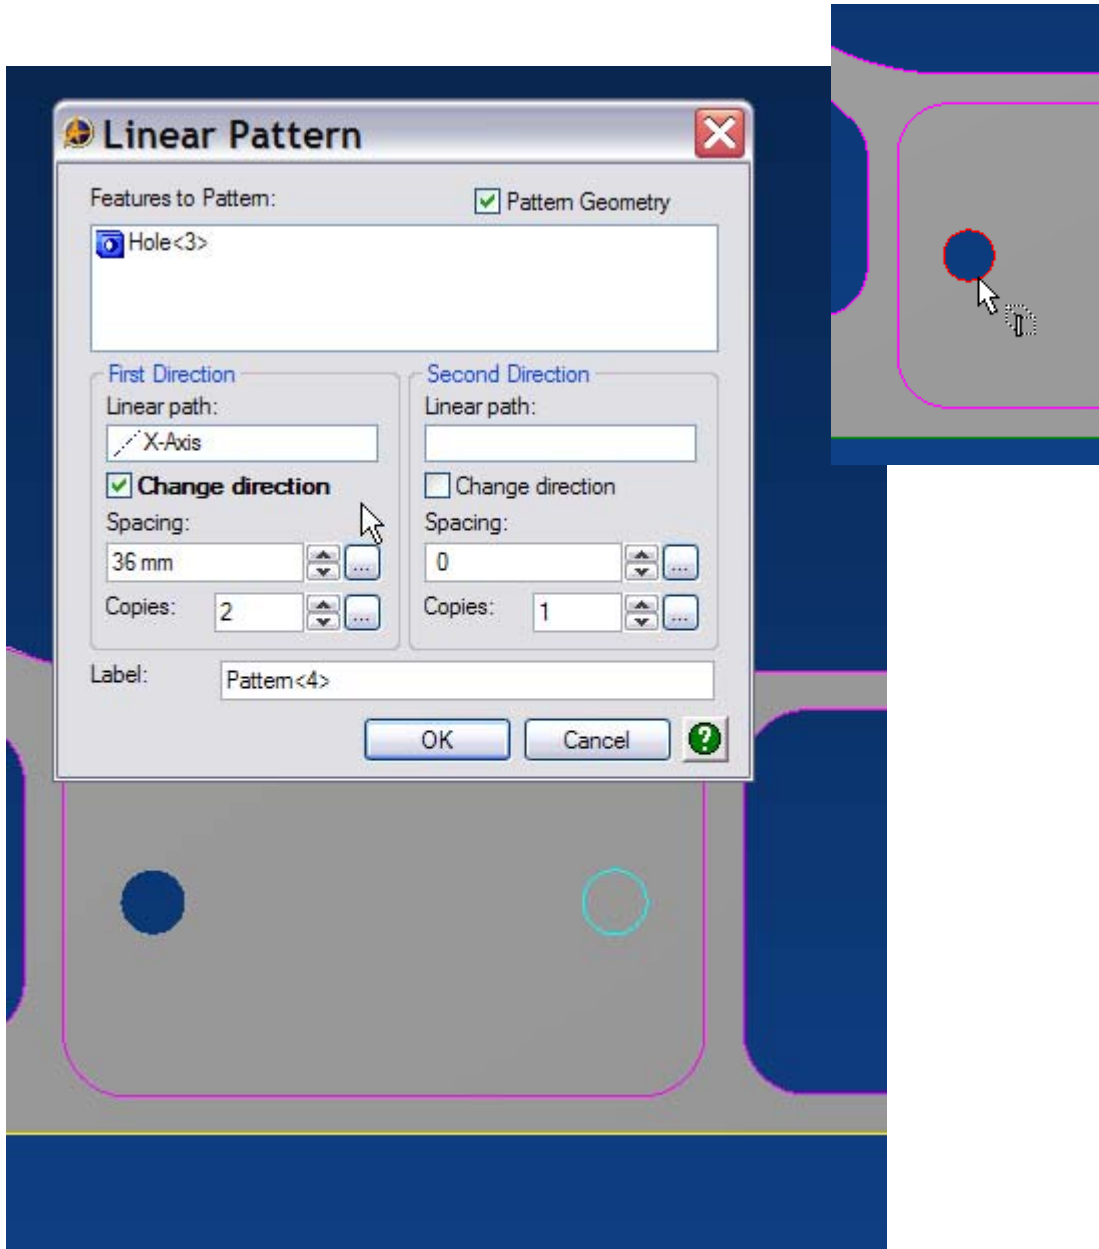 Linear Pattern
Features to Pattern:
Pattern Geometry
Hole<3>
First Direction
Linear path:
X-Axis
Change direction
Spacing:
36 mm
...
Copies:
2
...
Second Direction
Linear path:
Change direction
Spacing:
0
...
Copies:
1
...
Label:
Pattern<4>
OK
Cancel
?